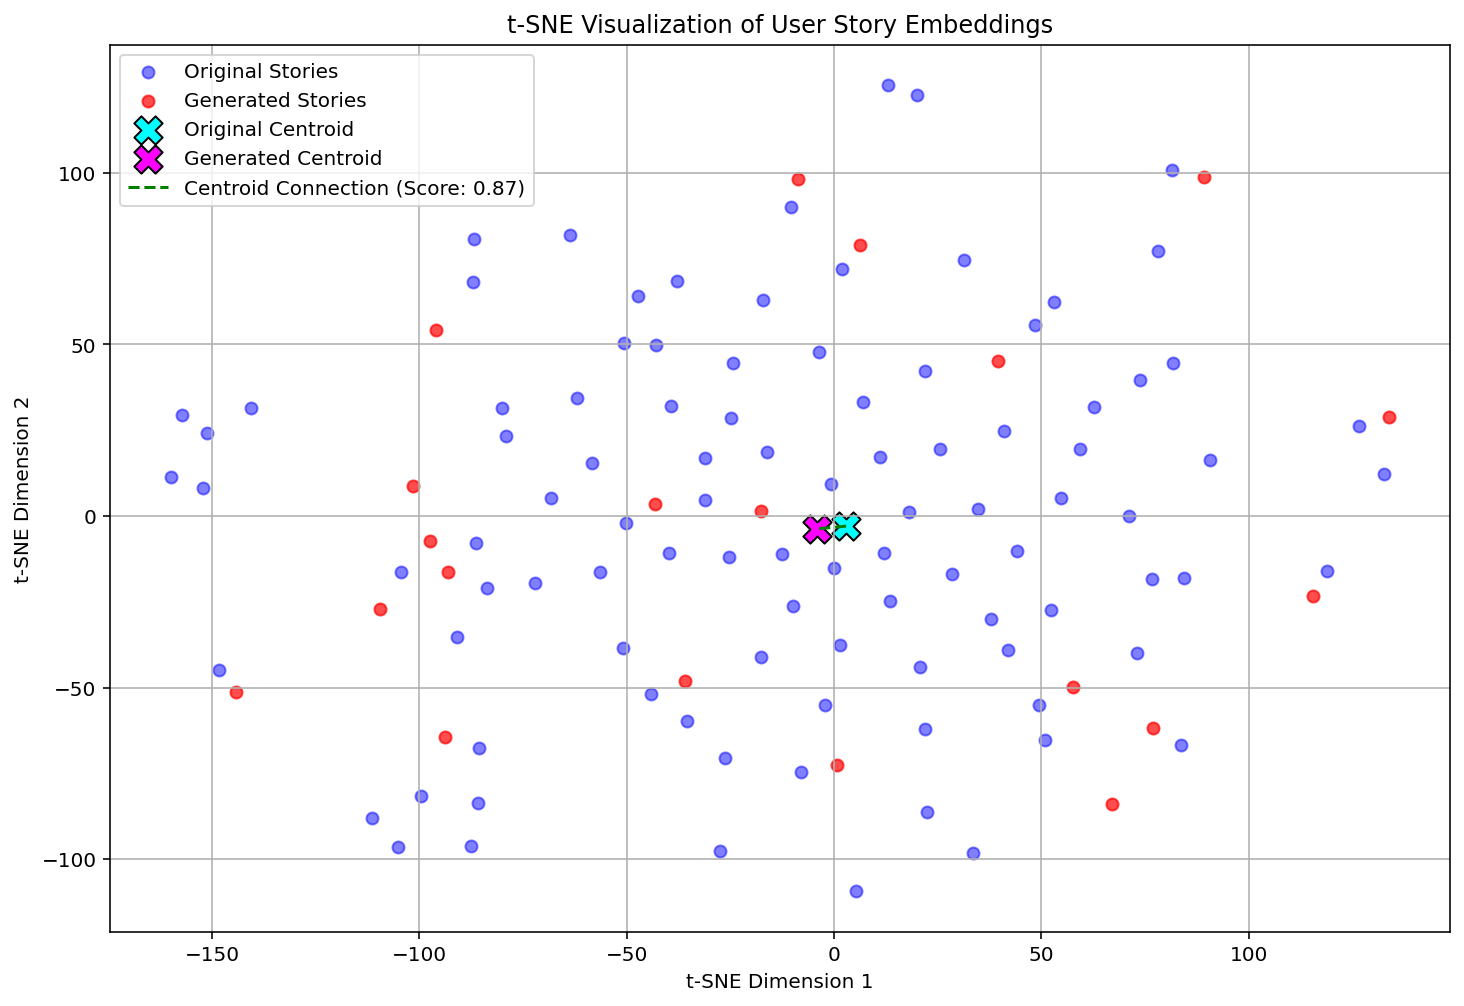 t-SNE Visualization of User Story Embeddings
Original Stories
Generated Stories
Original Centroid
Generated Centroid
Centroid Connection (Score: 0.87)
100
50
0
−50
−100
t-SNE Dimension 2
−150
−100
−50
0
50
100
t-SNE Dimension 1